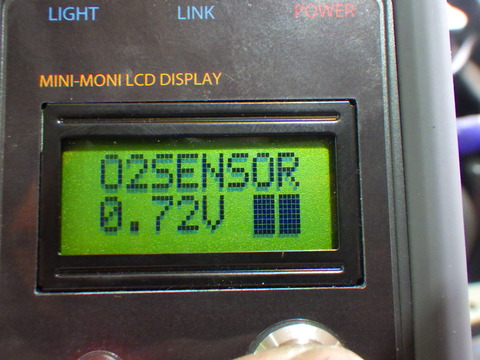 LIGHT LINK POWER
MINI-MONI LCD DISPLAY
O2SENSOR
0.72V